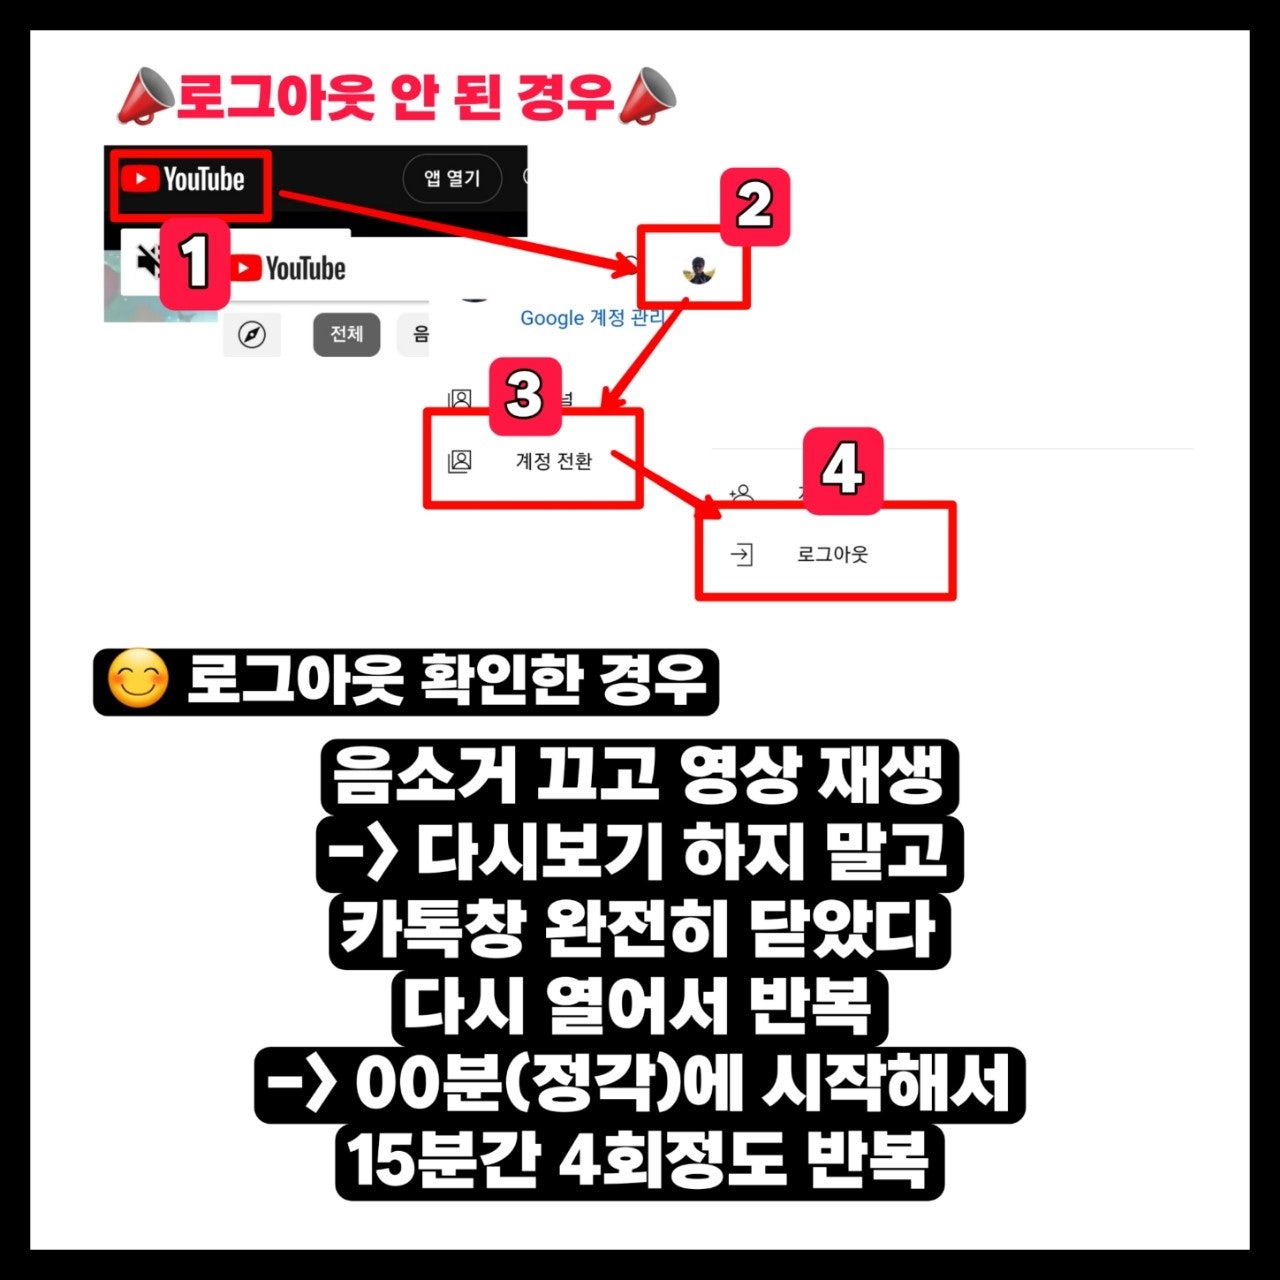 로그아웃 안 된 경우
YouTube
앱 열기
2
1
YouTube
Google 계정 관리
전체
음
3
널
계정 전환
4
로그아웃
로그아웃 확인한 경우
음소거 끄고 영상 재생
-> 다시보기 하지 말고
카톡창 완전히 닫았다
다시 열어서 반복
-> 00분(정각)에 시작해서
15분간 4회정도 반복